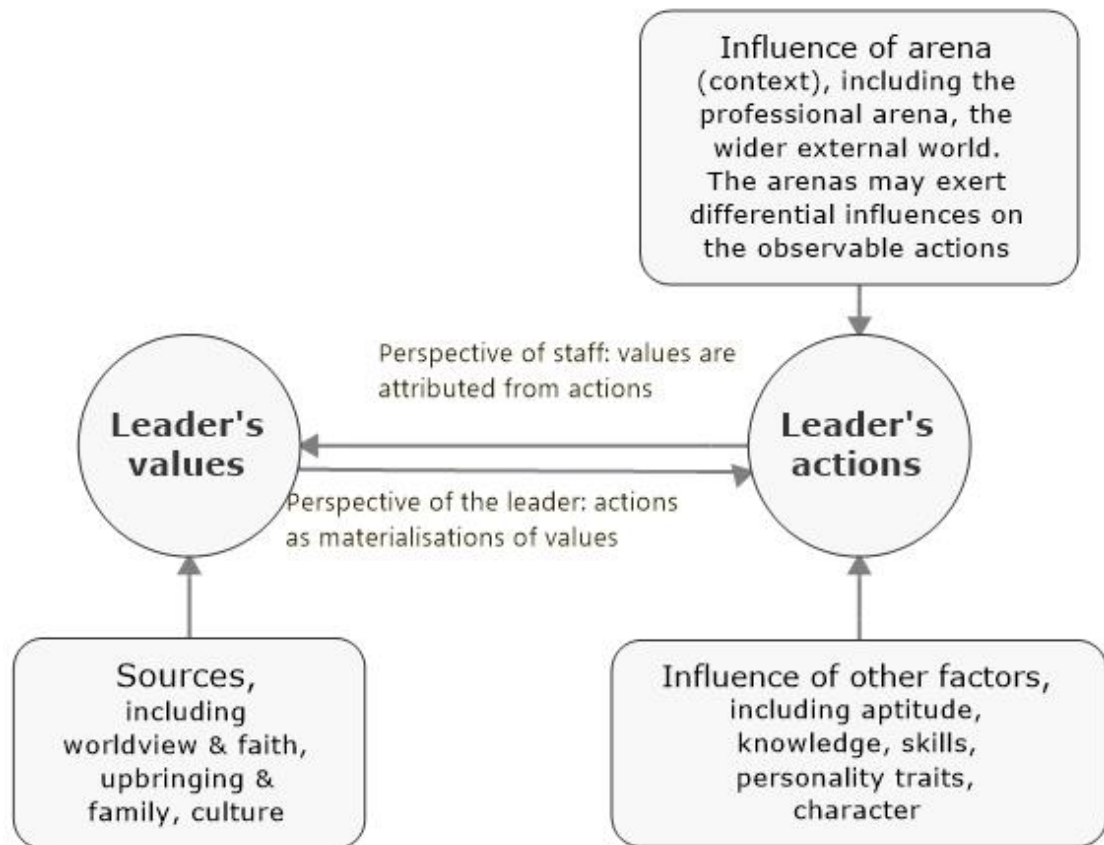 Influence of arena
(context), including the
professional arena, the
wider external world.
The arenas may exert
differential influences on
the observable actions
Perspective of staff: values are
attributed from actions
Leader's
values
Leader's
actions
Perspective of the leader: actions
as materialisations of values
Sources,
including
worldview & faith,
upbringing &
family, culture
Influence of other factors,
including aptitude,
knowledge, skills,
personality traits,
character